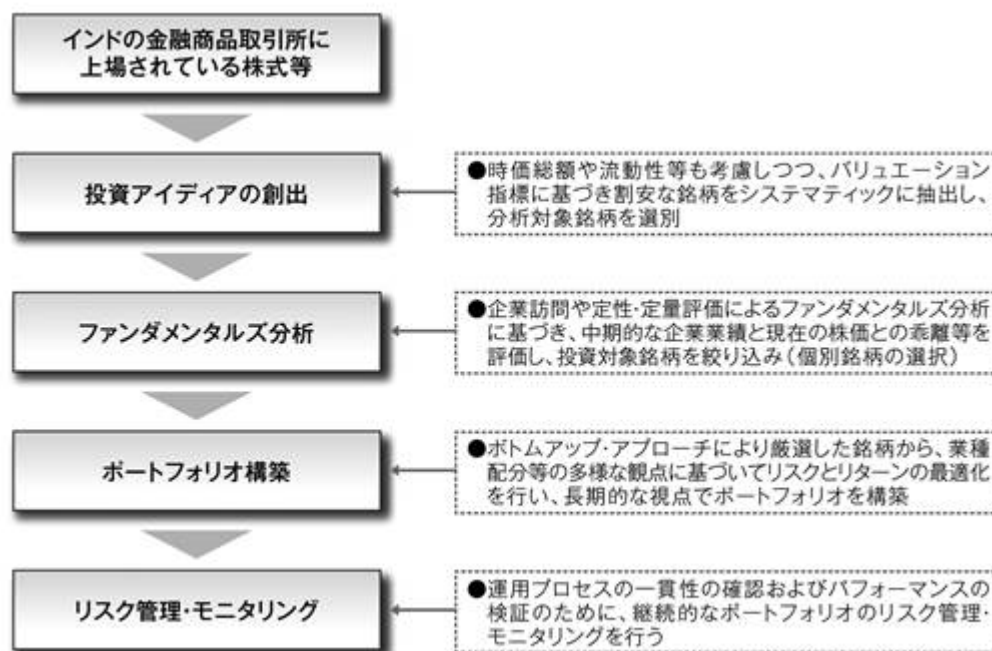 インドの金融商品取引所に
上場されている株式等
投資アイディアの創出
●時価総額や流動性等も考慮しつつ、バリュエーション
指標に基づき割安な銘柄をシステマティックに抽出し、
分析対象銘柄を選別
ファンダメンタルズ分析
●企業訪問や定性・定量評価によるファンダメンタルズ分析
に基づき、中期的な企業業績と現在の株価との乖離等を
評価し、投資対象銘柄を絞り込み（個別銘柄の選択）
ポートフォリオ構築
●ボトムアップ・アプローチにより厳選した銘柄から、業種
配分等の多様な観点に基づいてリスクとリターンの最適化
を行い、長期的な視点でポートフォリオを構築
リスク管理・モニタリング
●運用プロセスの一貫性の確認およびパフォーマンスの
検証のために、継続的なポートフォリオのリスク管理・
モニタリングを行う